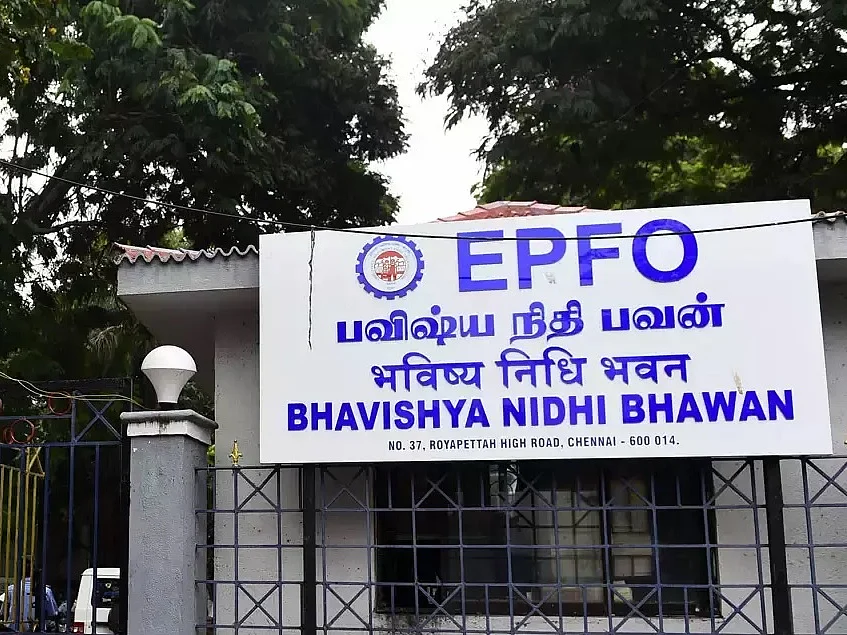 EPFO
பவிஷ்ய நிதி பவன்
भविष्य निधि भवन
BHAVISHYA NIDHI BHAWAN
NO. 37, ROYAPETTAH HIGH ROAD, CHENNAI - 600 014.